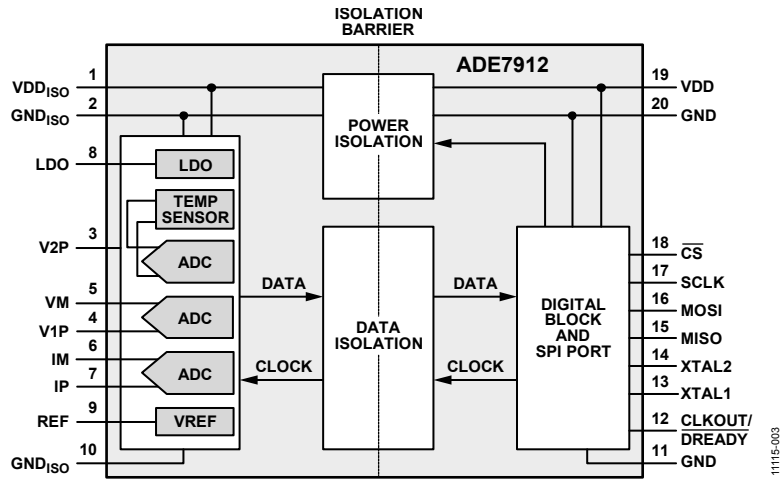 ISOLATION
BARRIER
ADE7912
1
VDDISO
2
GNDISO
8
LDO
3
V2P
5
VM
4
V1P
6
IM
7
IP
9
REF
10
GNDISO
LDO
TEMP
SENSOR
ADC
ADC
ADC
VREF
POWER
ISOLATION
DATA
CLOCK
DATA
ISOLATION
DATA
CLOCK
DIGITAL
BLOCK
AND
SPI PORT
19
VDD
20
GND
18
CS
17
SCLK
16
MOSI
15
MISO
14
XTAL2
13
XTAL1
12
CLKOUT/
DREADY
11
GND
11115-003